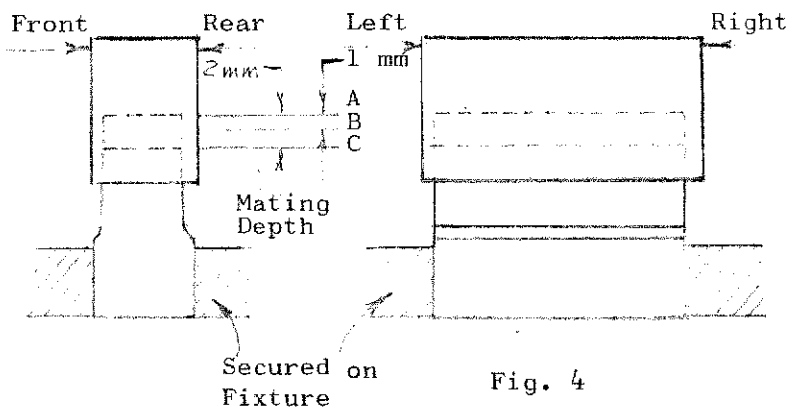 Front Rear Left Right
2mm 1 mm
A
B
C
Mating
Depth
Secured on
Fixture
Fig. 4